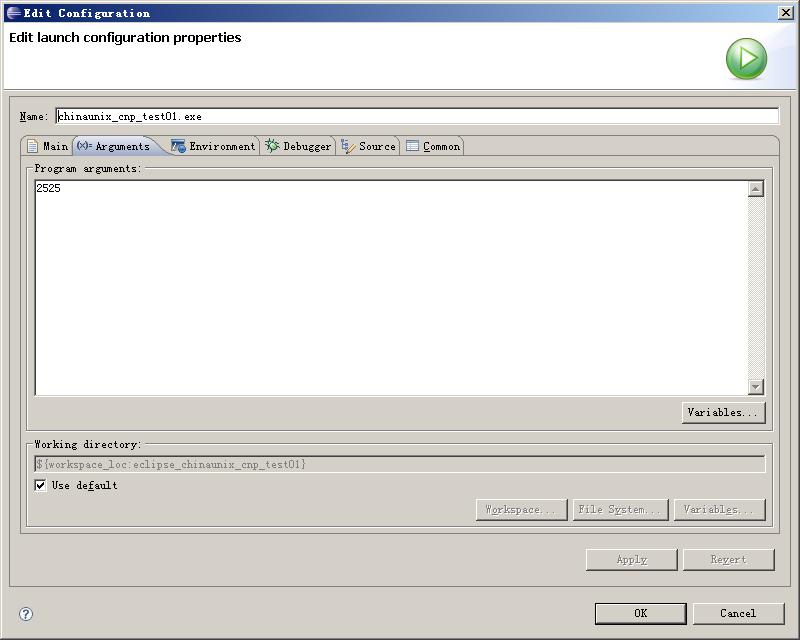 Edit Configuration
Edit launch configuration properties
Name: chinaunix_cnp_test01.exe
Main (x)= Arguments Environment Debugger Source Common
Program arguments:
2525
Variables...
Working directory:
${workspace_loc:eclipse_chinaunix_cnp_test01}
Use default
Workspace... File System... Variables...
Apply Revert
OK Cancel